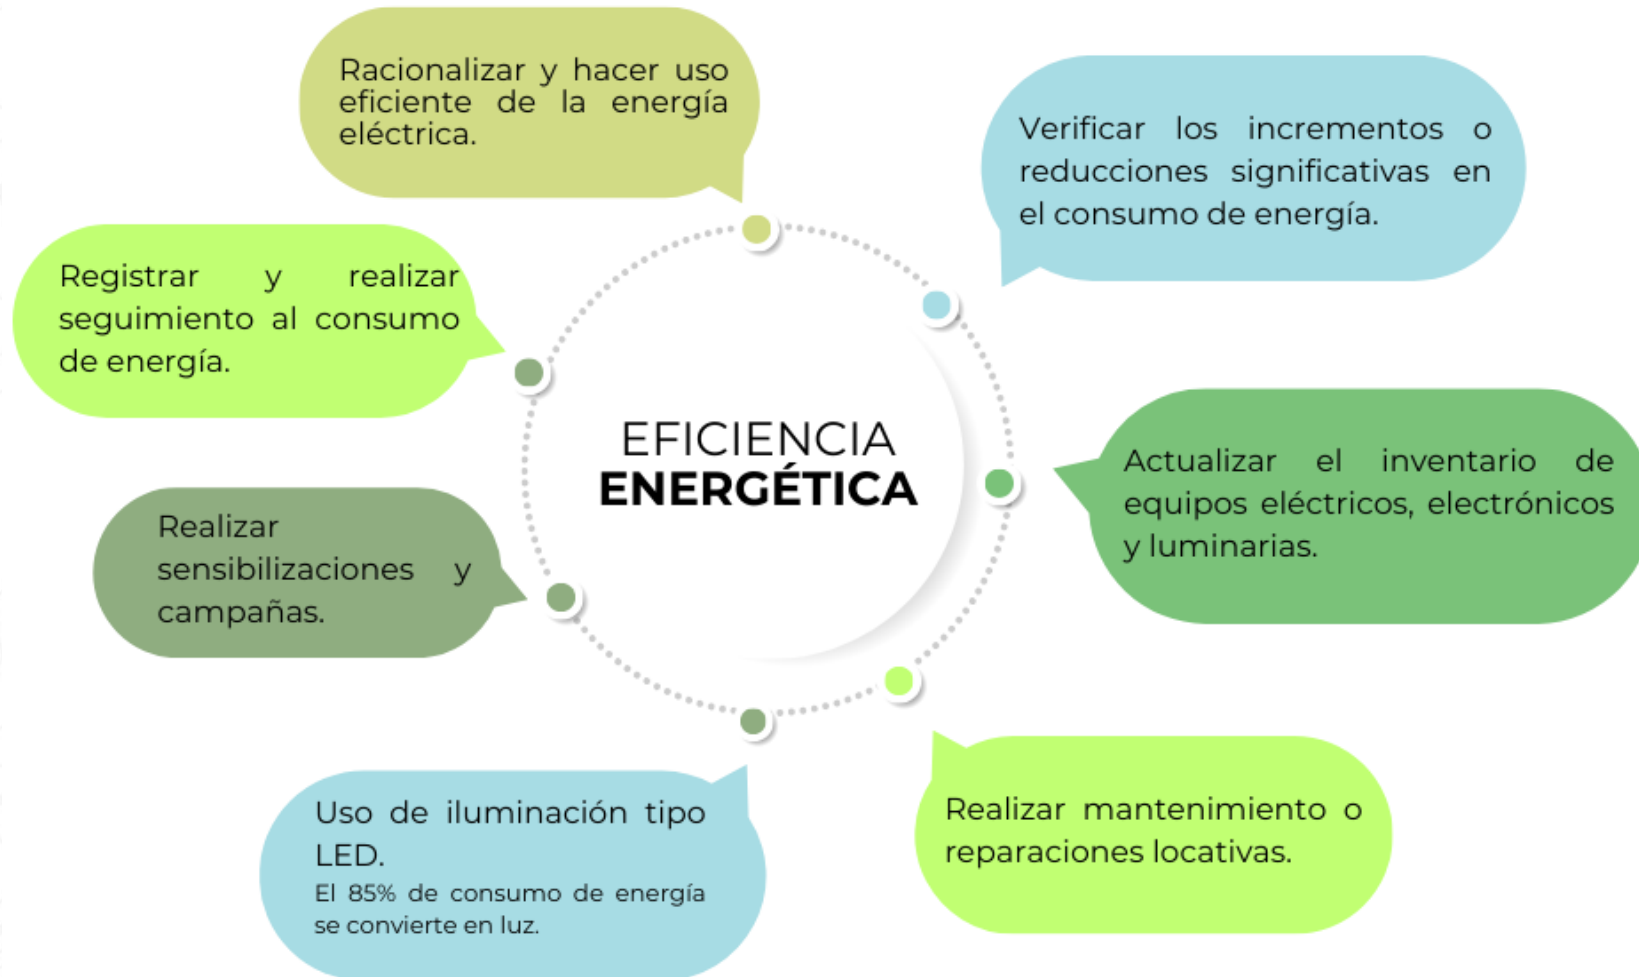 Racionalizar y hacer uso
eficiente de la energía
eléctrica.
Verificar los incrementos o
reducciones significativas en
el consumo de energía.
Registrar y realizar
seguimiento al consumo
de energía.
EFICIENCIA
ENERGÉTICA
Actualizar el inventario de
equipos eléctricos, electrónicos
y luminarias.
Realizar
sensibilizaciones y
campañas.
Uso de iluminación tipo
LED.
El 85% de consumo de energía
se convierte en luz.
Realizar mantenimiento o
reparaciones locativas.